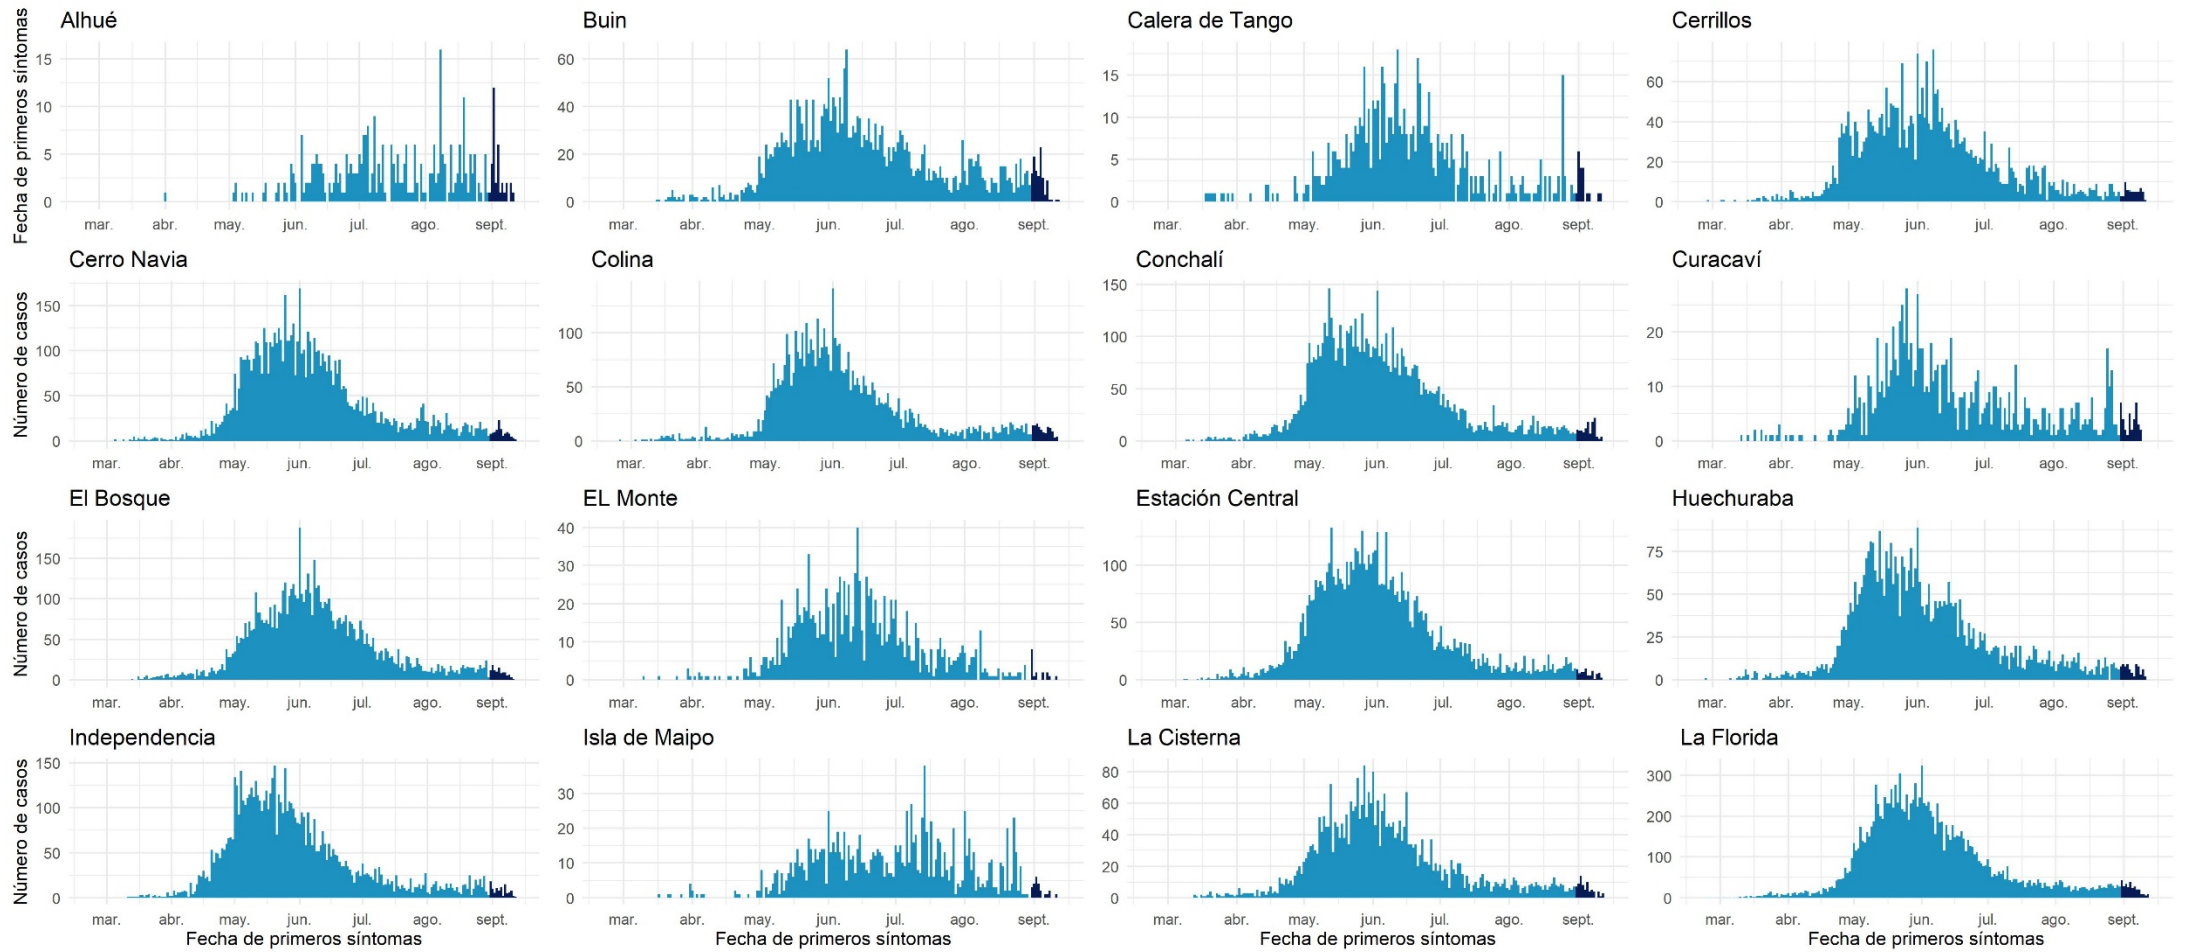 Alhué Buin Calera de Tango Cerrillos
Fecha de primeros síntomas
15 10 5 0
60 40 20 0
15 10 5 0
60 40 20 0
mar. abr. may. jun. jul. ago. sept. mar. abr. may. jun. jul. ago. sept. mar. abr. may. jun. jul. ago. sept. mar. abr. may. jun. jul. ago. sept.
Cerro Navia Colina Conchalí Curacaví
Número de casos
150 100 50 0
100 50 0
150 100 50 0
20 10 0
mar. abr. may. jun. jul. ago. sept. mar. abr. may. jun. jul. ago. sept. mar. abr. may. jun. jul. ago. sept. mar. abr. may. jun. jul. ago. sept.
El Bosque EL Monte Estación Central Huechuraba
Número de casos
150 100 50 0
40 30 20 10 0
100 50 0
75 50 25 0
mar. abr. may. jun. jul. ago. sept. mar. abr. may. jun. jul. ago. sept. mar. abr. may. jun. jul. ago. sept. mar. abr. may. jun. jul. ago. sept.
Independencia Isla de Maipo La Cisterna La Florida
Número de casos
150 100 50 0
30 20 10 0
80 60 40 20 0
300 200 100 0
mar. abr. may. jun. jul. ago. sept. mar. abr. may. jun. jul. ago. sept. mar. abr. may. jun. jul. ago. sept. mar. abr. may. jun. jul. ago. sept.
Fecha de primeros síntomas Fecha de primeros síntomas Fecha de primeros síntomas Fecha de primeros síntomas